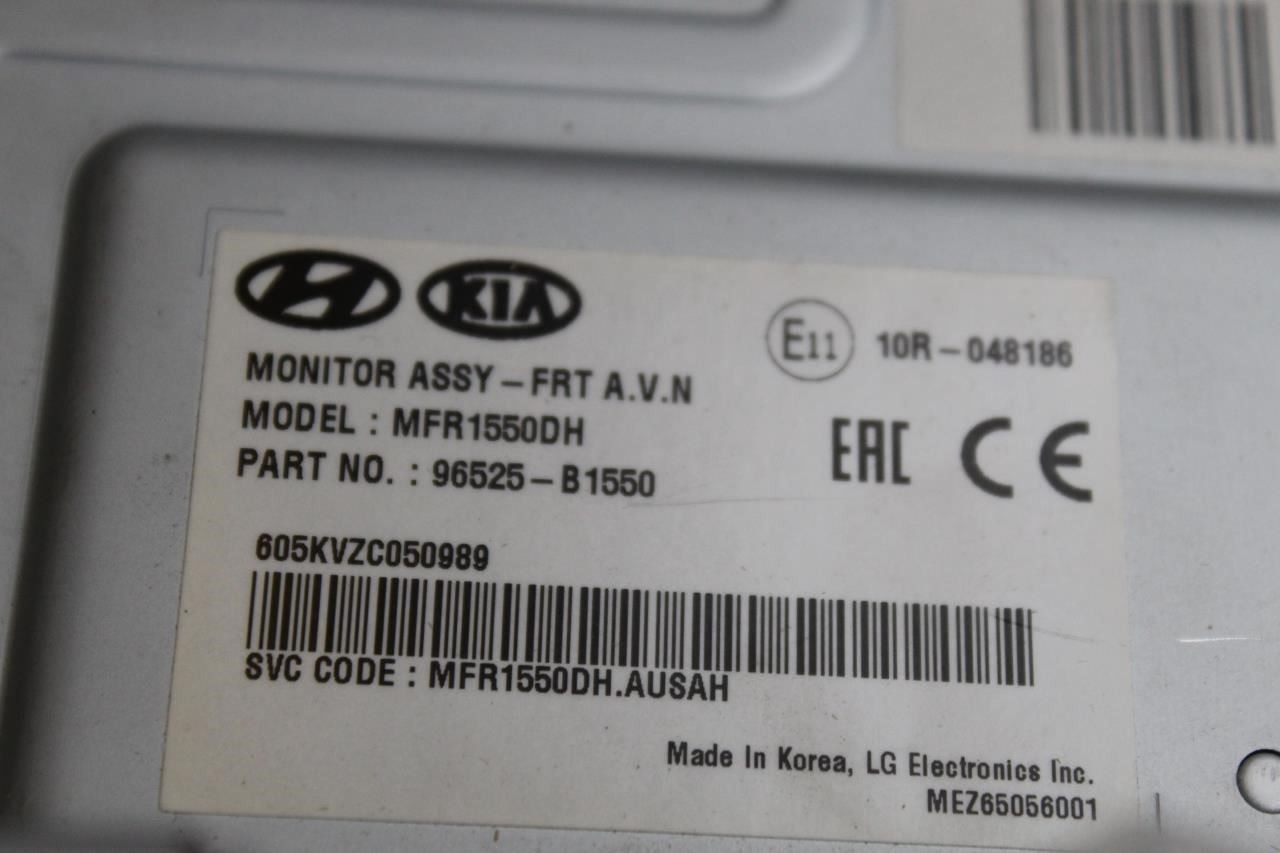 KIA
E11 10R-048186
MONITOR ASSY-FRT A.V.N
MODEL : MFR1550DH
PART NO. : 96525-B1550
EAC CE
605KVZC050989
SVC CODE : MFR1550DH.AUSAH
Made In Korea, LG Electronics Inc.
MEZ65056001